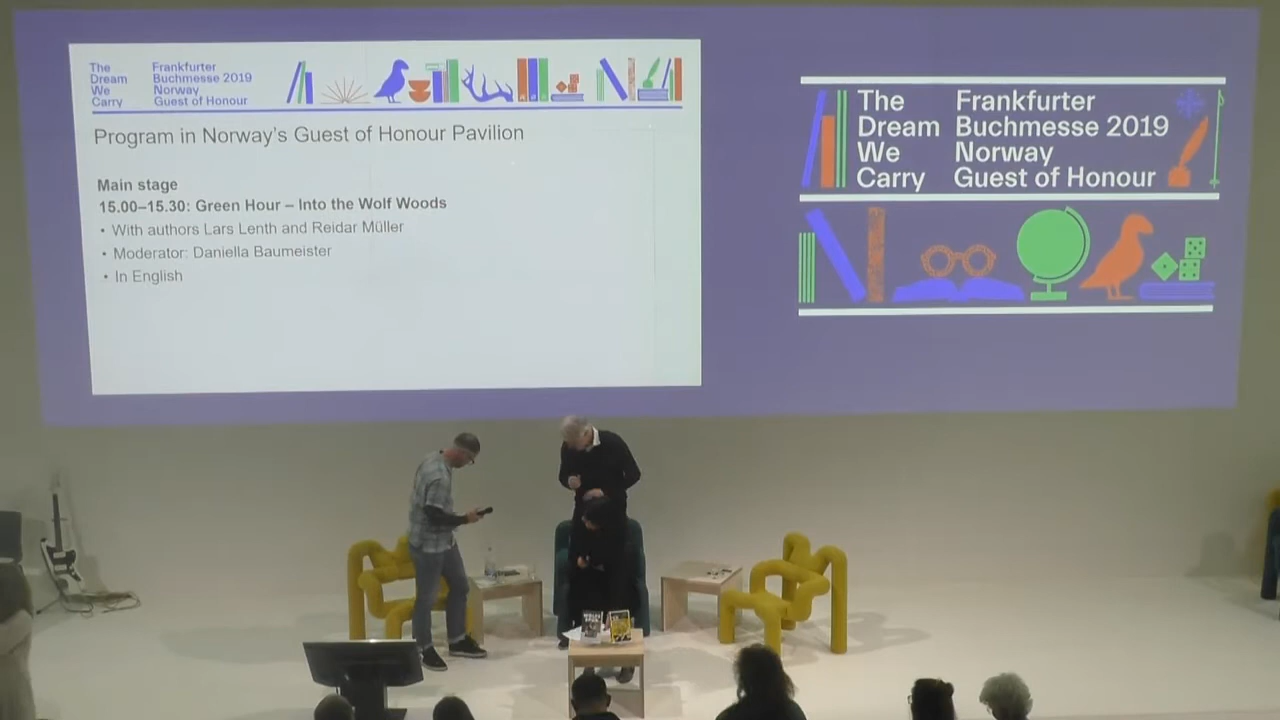 The
Dream
We
Carry
Frankfurter
Buchmesse 2019
Norway
Guest of Honour
Program in Norway's Guest of Honour Pavilion
Main stage
15.00–15.30: Green Hour – Into the Wolf Woods
• With authors Lars Lenth and Reidar Müller
• Moderator: Daniella Baumeister
• In English
The
Dream
We
Carry
Frankfurter
Buchmesse 2019
Norway
Guest of Honour